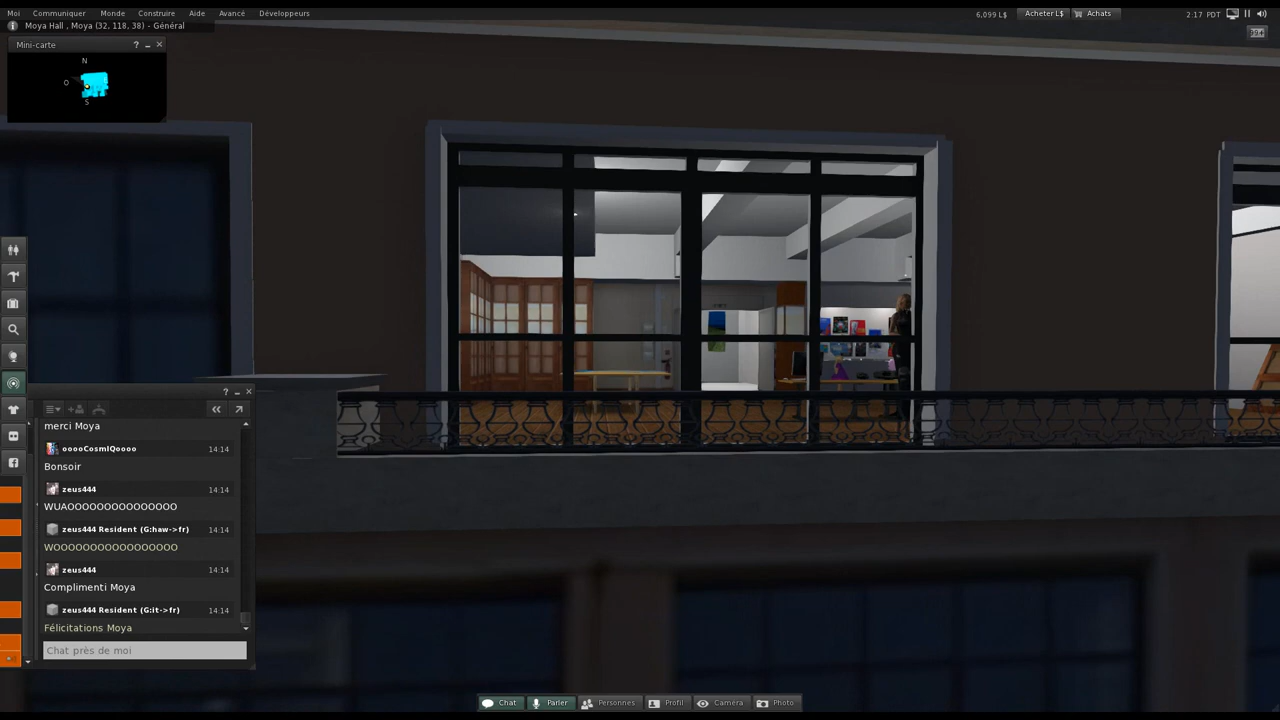 Moi Communiquer Monde Construire Aide Avancé Développeurs 6,099 L$ Acheter L$ Achats 2:17 PDT
Moya Hall , Moya (32, 118, 38) - Général
Mini-carte ? _ ×
N
O
S
? _ ×
merci Moya
ooooCosmIQoooo 14:14
Bonsoir
zeus444 14:14
WUAOOOOOOOOOOOOOOO
zeus444 Resident (G:haw->fr) 14:14
WOOOOOOOOOOOOOOOOO
zeus444 14:14
Complimenti Moya
zeus444 Resident (G:it->fr) 14:14
Félicitations Moya
Chat près de moi
Chat Parler Personnes Profil Caméra Photo